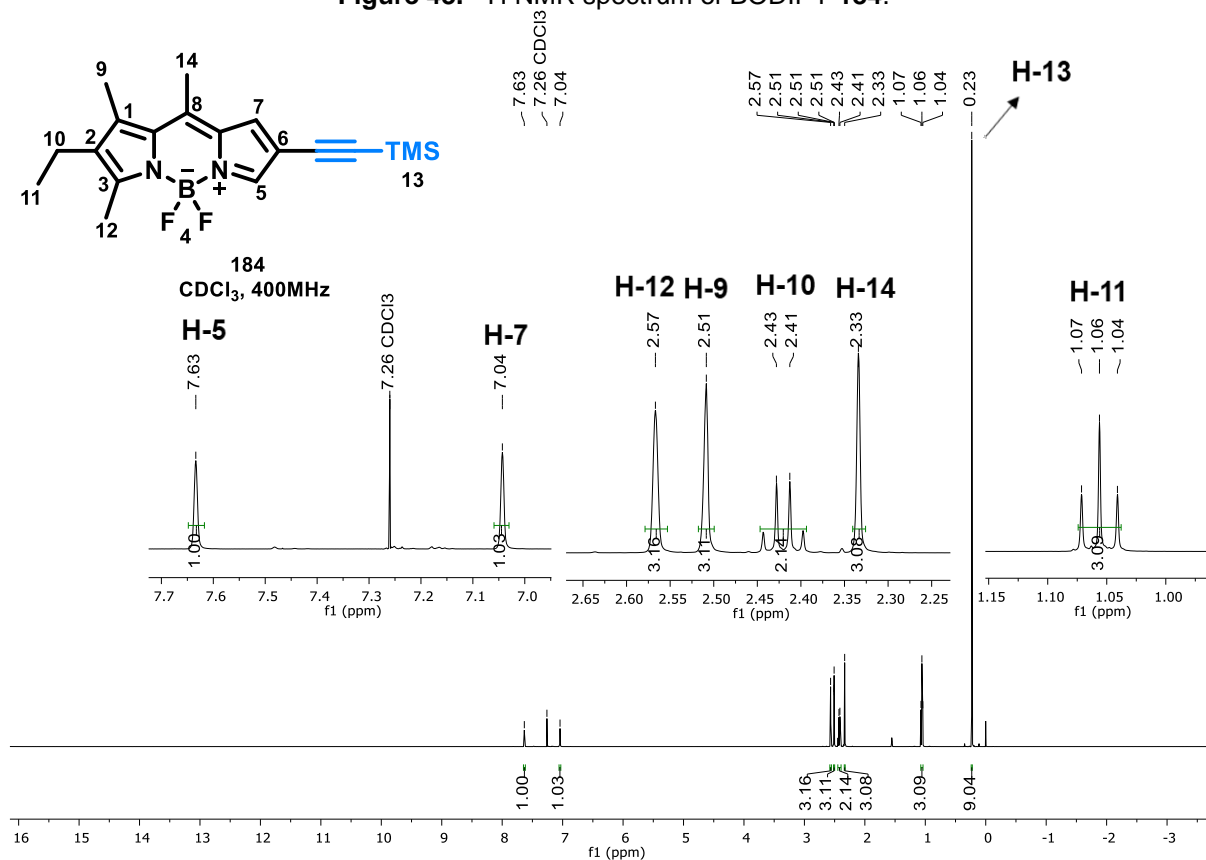 14
9
1
8
7
10
2
6
TMS
11
3
N
B
−
N
+
5
13
12
F
F
4
184
CDCl₃, 400MHz
7.63
7.26 CDCl3
7.04
2.57
2.51
2.51
2.51
2.43
2.41
2.33
1.07
1.06
1.04
0.23
H-13
H-5
7.63
7.26 CDCl3
H-7
7.04
H-12
2.57
H-9
2.51
H-10
2.43
2.41
H-14
2.33
H-11
1.07
1.06
1.04
1.00
1.03
7.7 7.6 7.5 7.4 7.3 7.2 7.1 7.0
f1 (ppm)
3.16
3.11
2.14
3.08
2.65 2.60 2.55 2.50 2.45 2.40 2.35 2.30 2.25
f1 (ppm)
3.09
1.15 1.10 1.05 1.00
f1 (ppm)
1.00
1.03
3.16
3.11
2.14
3.08
3.09
9.04
16 15 14 13 12 11 10 9 8 7 6 5 4 3 2 1 0 -1 -2 -3
f1 (ppm)